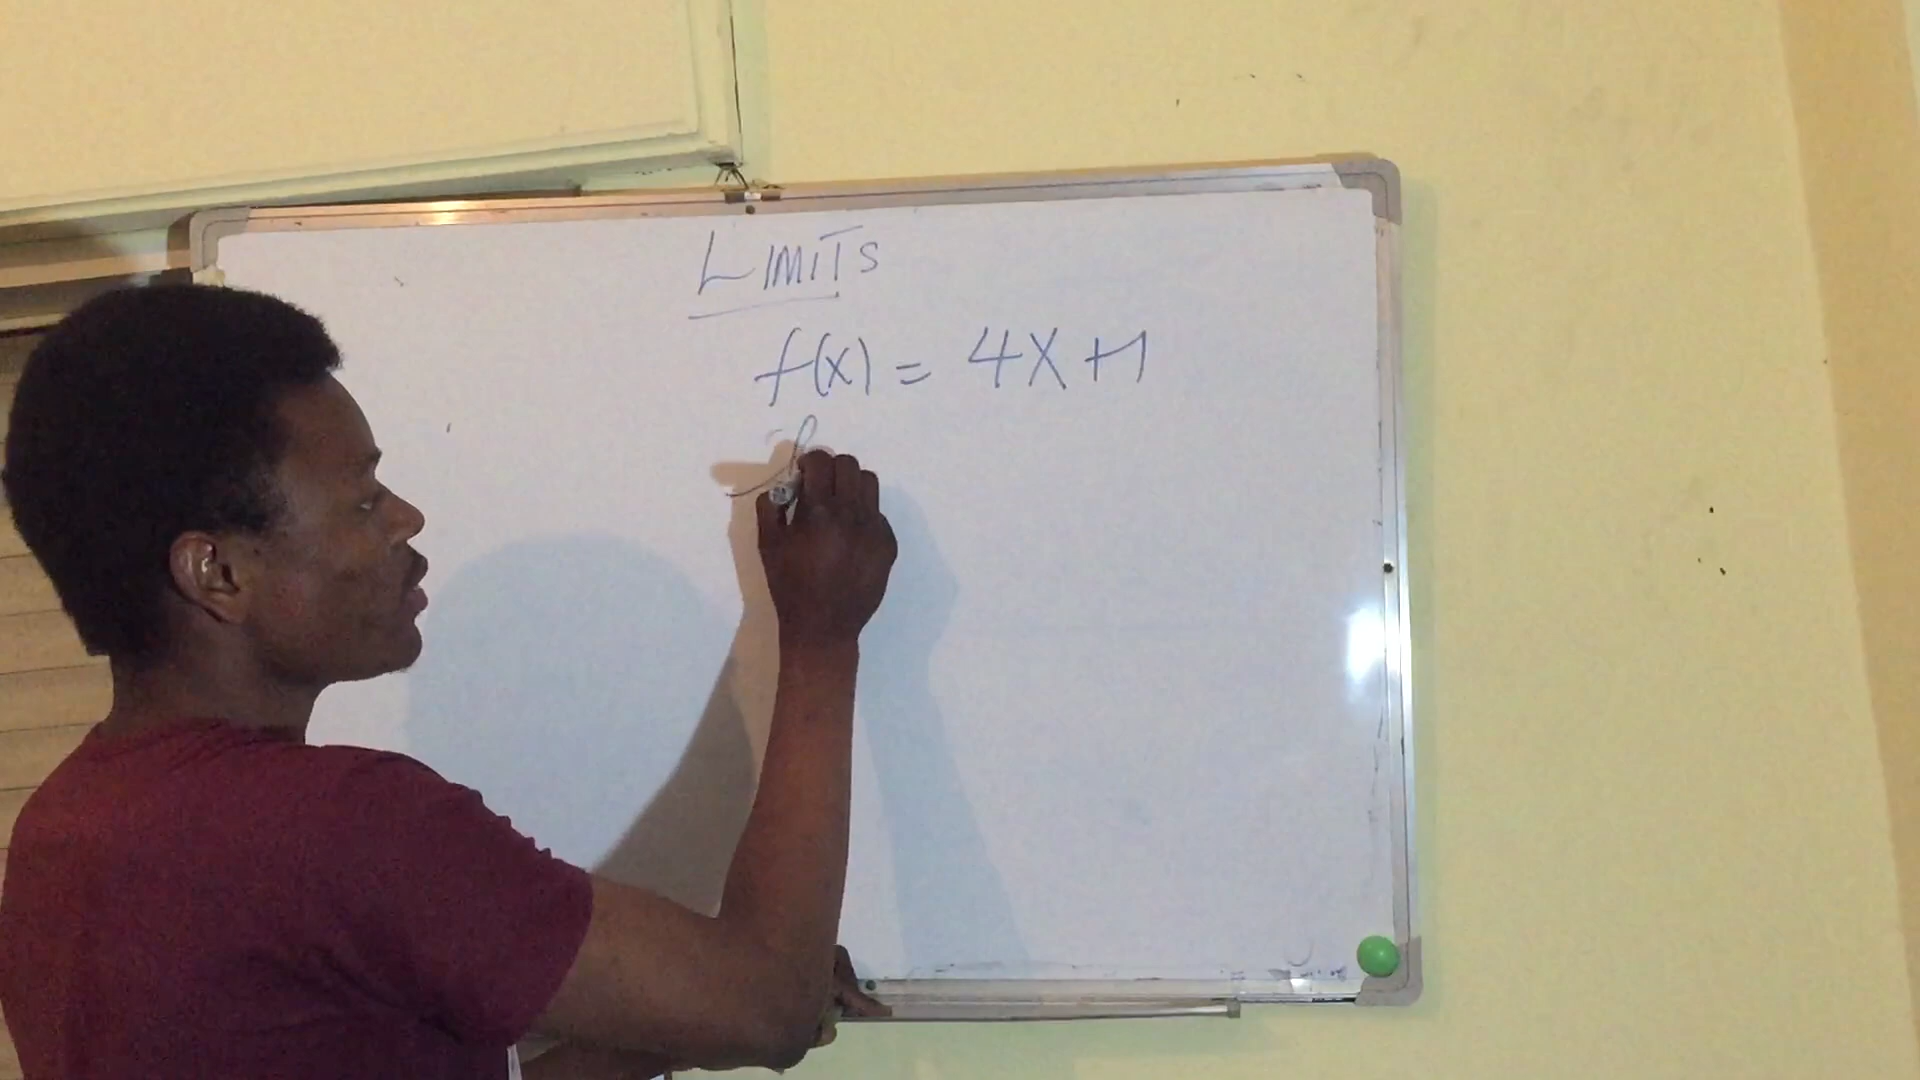 LIMITS
f(x) = 4x+1